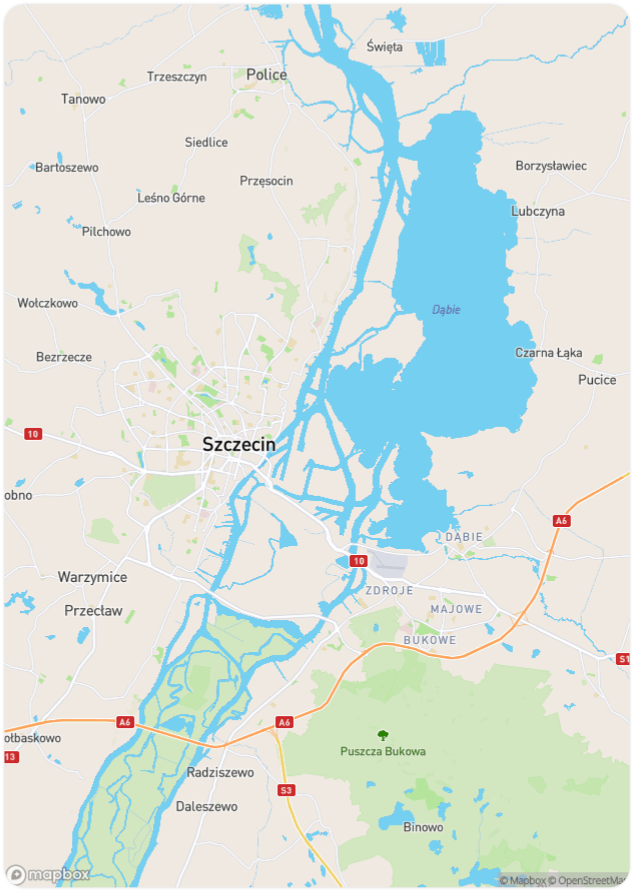 Święta
Police
Trzeszczyn
Tanowo
Siedlice
Bartoszewo
Borzysławiec
Przęsocin
Leśno Górne
Lubczyna
Pilchowo
Wołczkowo
Dąbie
Bezrzecze
Czarna Łąka
Pucice
10
Szczecin
obno
A6
DĄBIE
10
Warzymice
ZDROJE
Przecław
MAJOWE
BUKOWE
S1
A6
A6
ołbaskowo
Puszcza Bukowa
13
Radziszewo
S3
Daleszewo
Binowo
mapbox
© Mapbox © OpenStreetMa